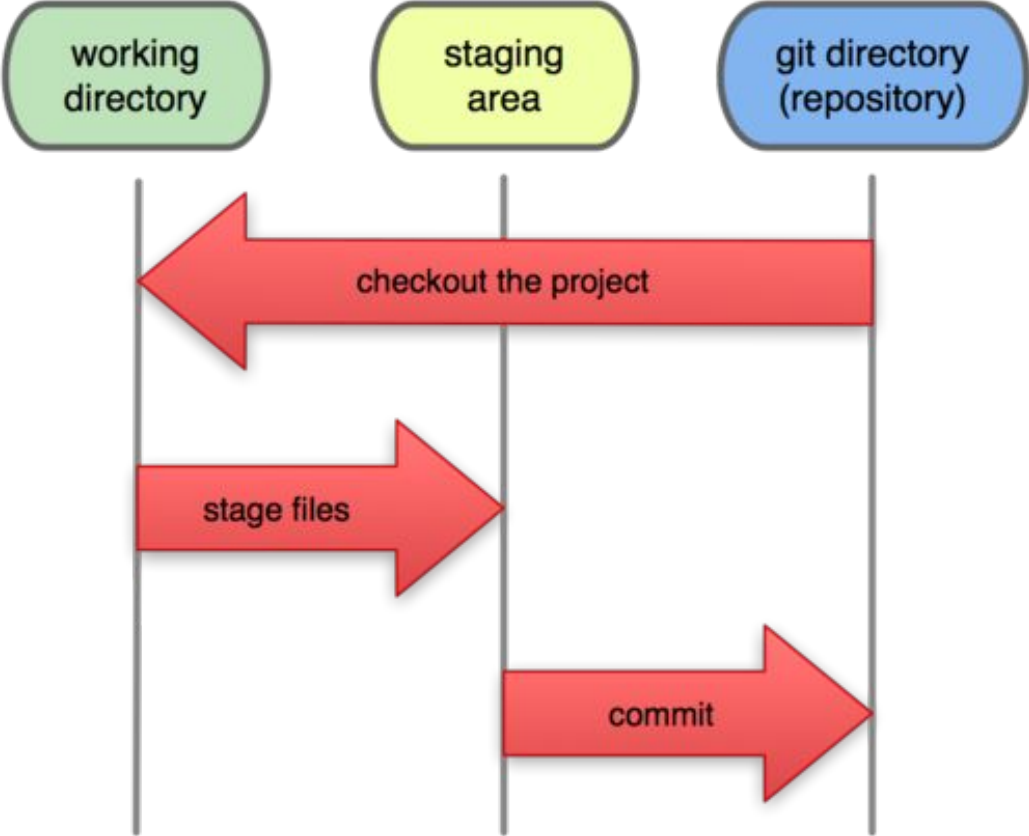 working
directory
staging
area
git directory
(repository)
checkout the project
stage files
commit